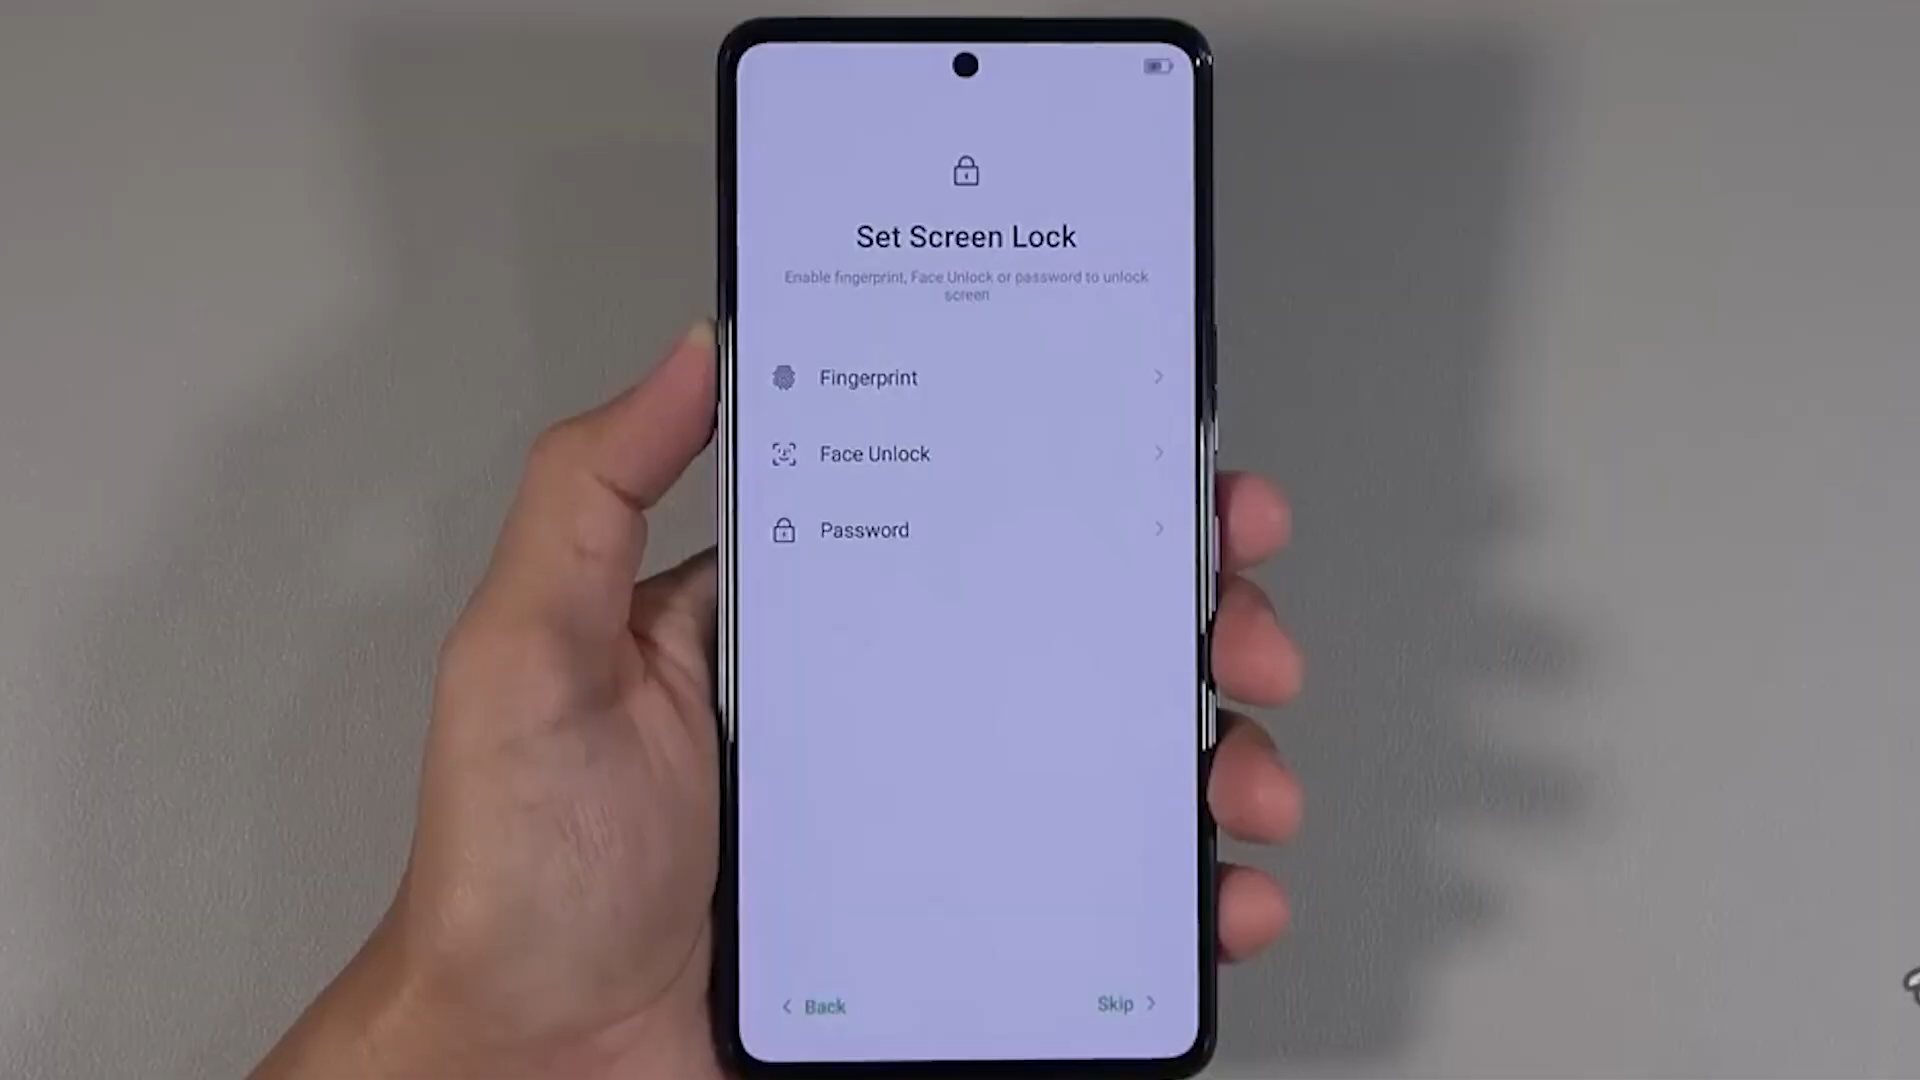 Set Screen Lock
Enable fingerprint, Face Unlock or password to unlock
screen
Fingerprint
Face Unlock
Password
Back
Skip